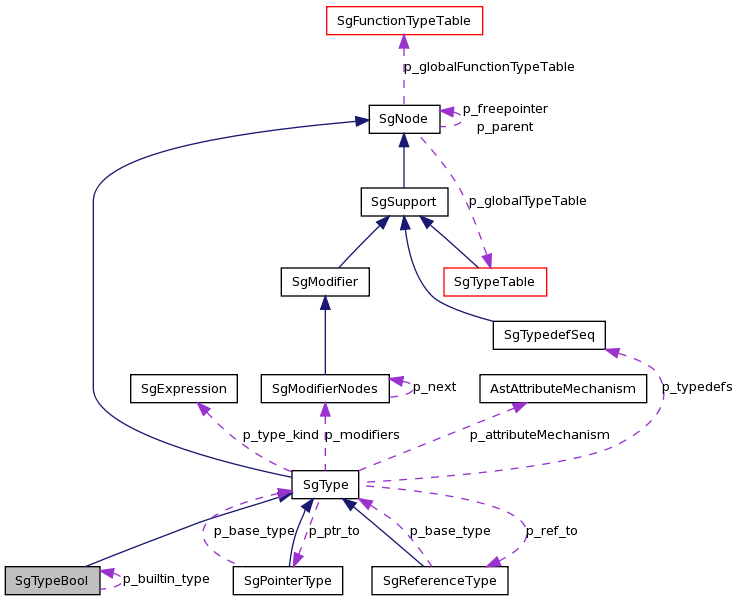 SgFunctionTypeTable
p_globalFunctionTypeTable
SgNode
p_freepointer
p_parent
SgSupport
p_globalTypeTable
SgModifier
SgTypeTable
SgTypedefSeq
SgExpression
SgModifierNodes
p_next
AstAttributeMechanism
p_typedefs
p_type_kind
p_modifiers
p_attributeMechanism
SgType
p_base_type
p_ptr_to
p_base_type
p_ref_to
SgTypeBool
p_builtin_type
SgPointerType
SgReferenceType